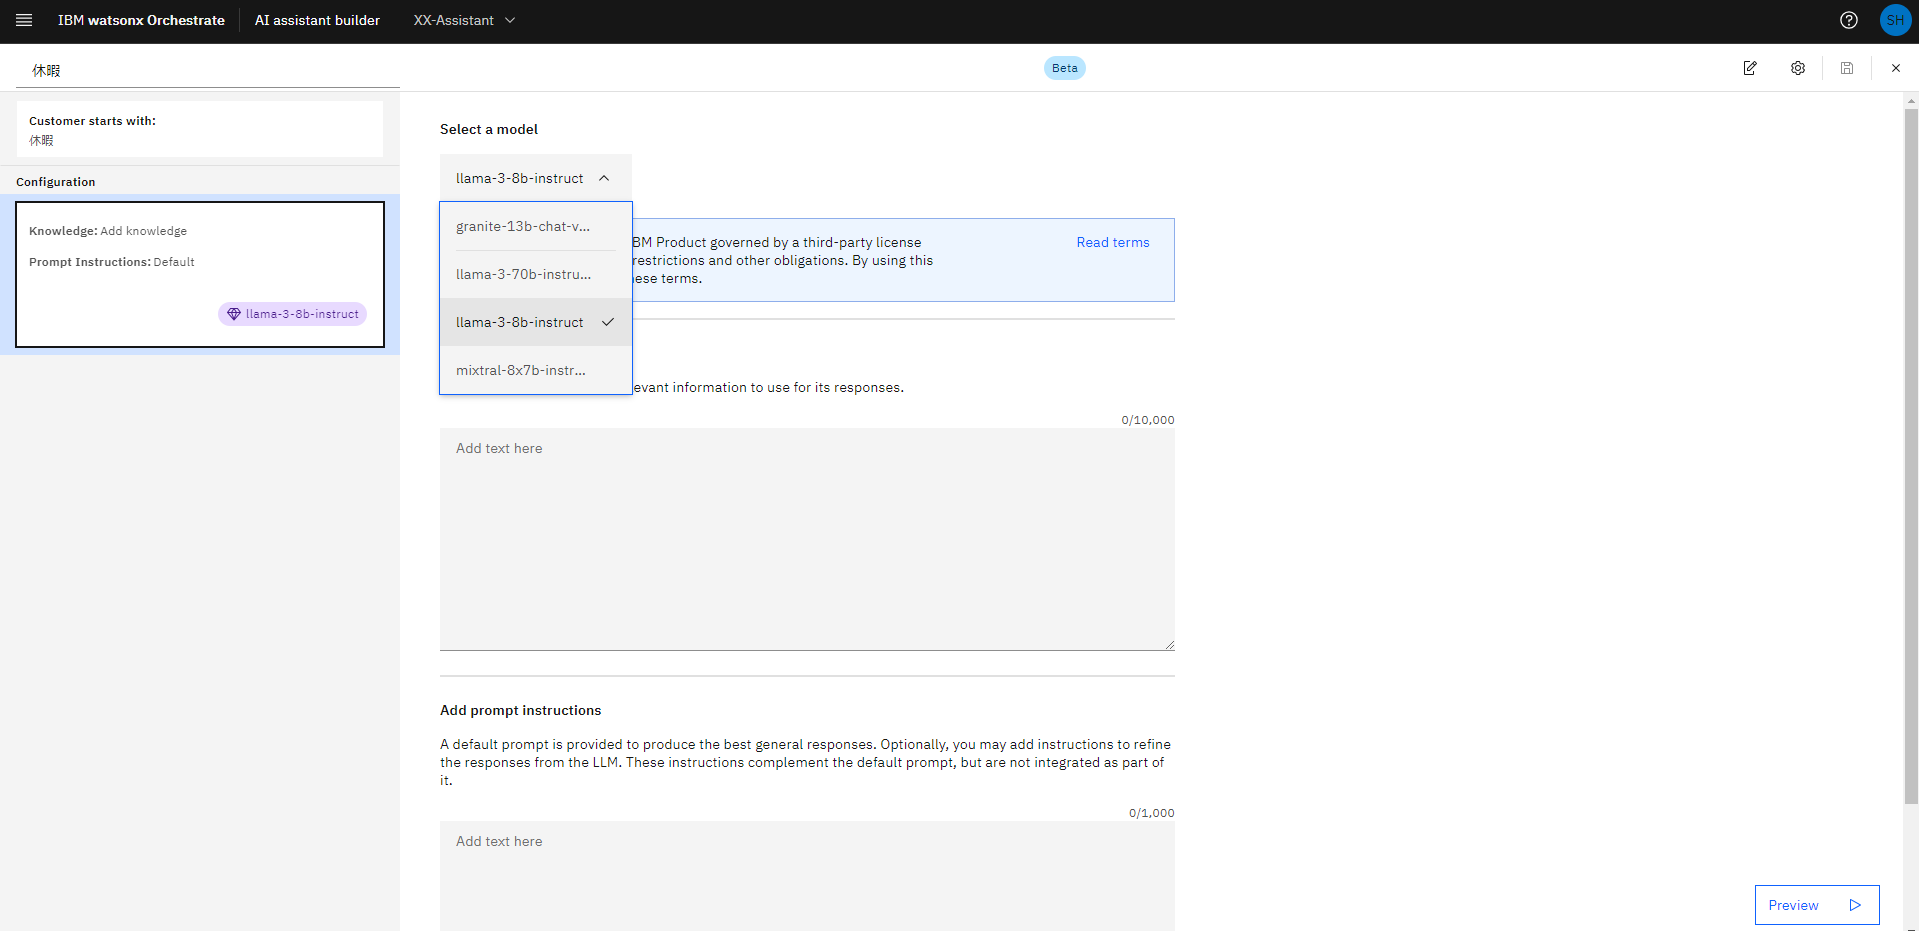 IBM watsonx Orchestrate
AI assistant builder
XX-Assistant
SH
休暇
Beta
Customer starts with:
休暇
Configuration
Knowledge: Add knowledge
Prompt Instructions: Default
llama-3-8b-instruct
Select a model
llama-3-8b-instruct
granite-13b-chat-v...
llama-3-70b-instru...
llama-3-8b-instruct
mixtral-8x7b-instr...
BM Product governed by a third-party license
restrictions and other obligations. By using this
ese terms.
Read terms
evant information to use for its responses.
0/10,000
Add text here
Add prompt instructions
A default prompt is provided to produce the best general responses. Optionally, you may add instructions to refine
the responses from the LLM. These instructions complement the default prompt, but are not integrated as part of
it.
0/1,000
Add text here
Preview